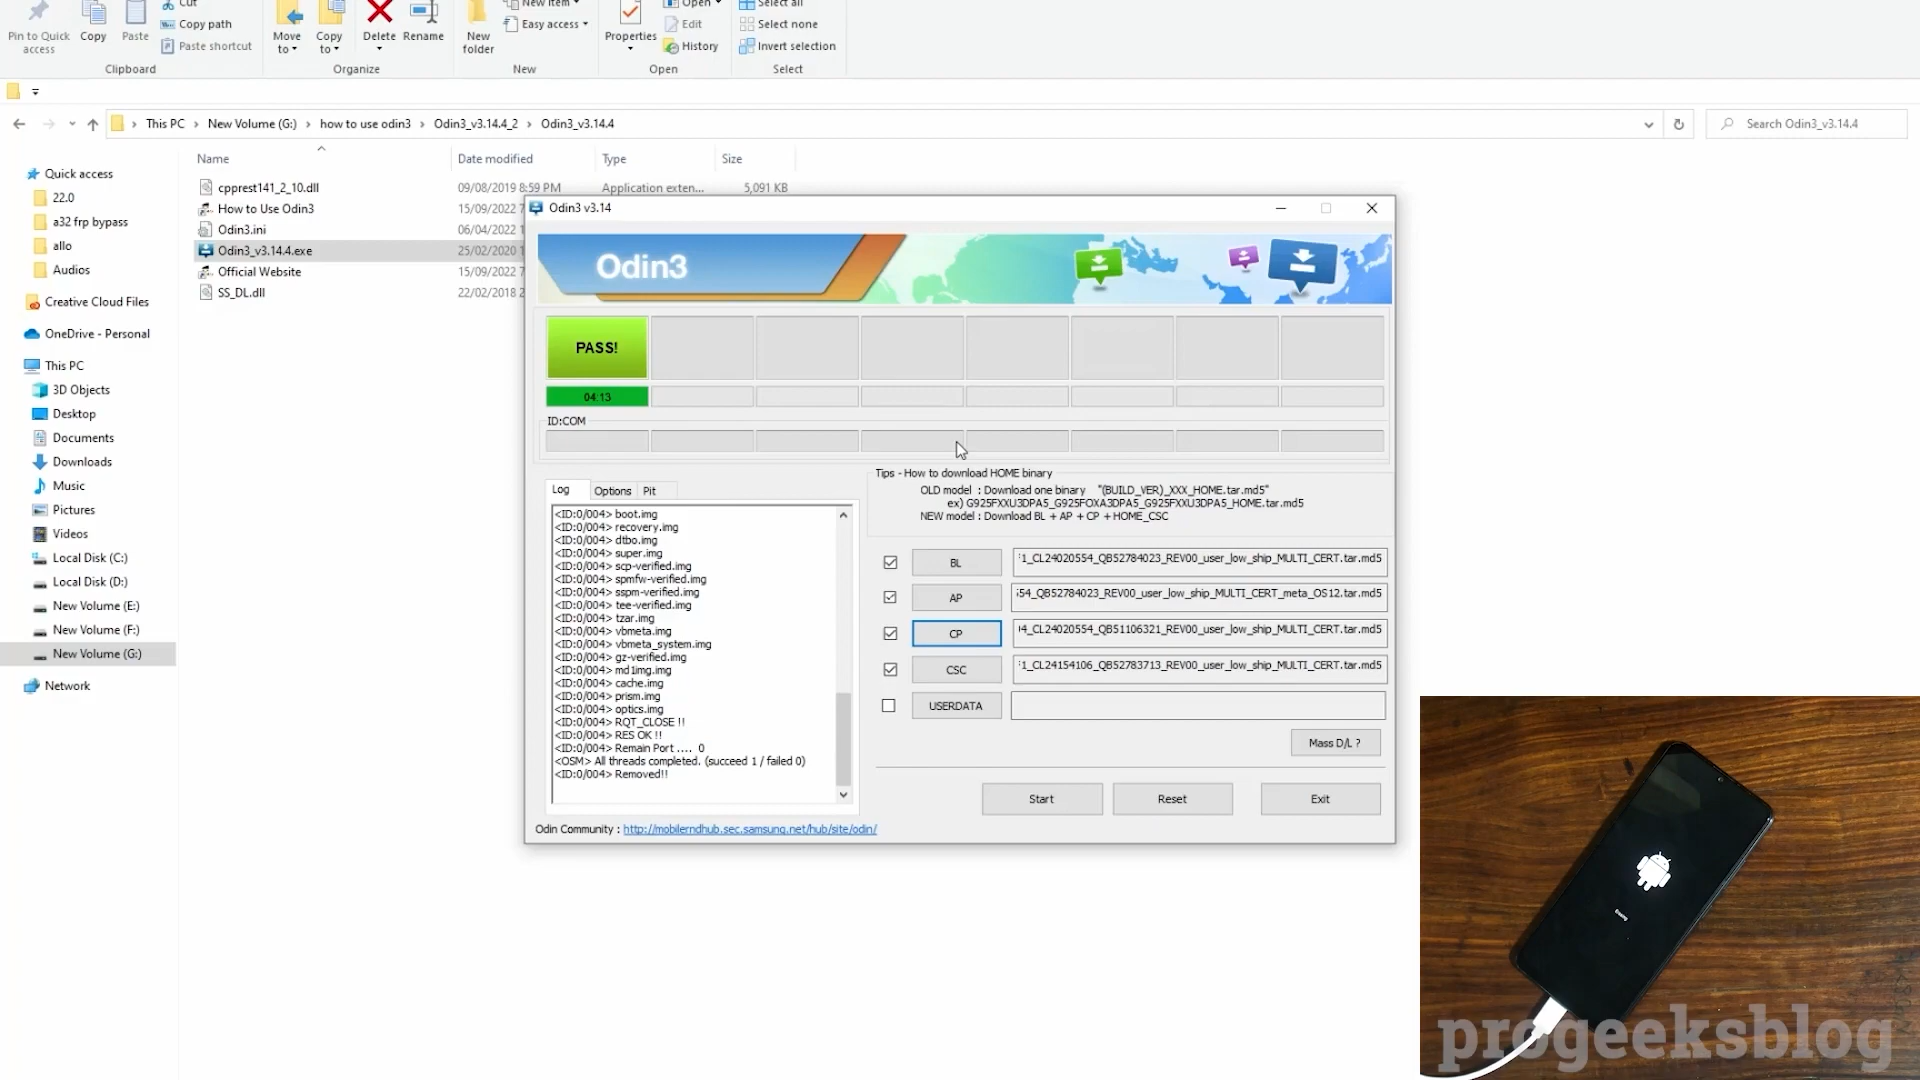 Cut
New item
Open
Select all
Pin to Quick access
Copy
Paste
Copy path
Paste shortcut
Move to
Copy to
Delete
Rename
New folder
Easy access
Properties
Edit
History
Select none
Invert selection
Clipboard
Organize
New
Open
Select
This PC > New Volume (G:) > how to use odin3 > Odin3_v3.14.4_2 > Odin3_v3.14.4
Search Odin3_v3.14.4
Name
Date modified
Type
Size
Quick access
22.0
a32 frp bypass
allo
Audios
Creative Cloud Files
OneDrive - Personal
This PC
3D Objects
Desktop
Documents
Downloads
Music
Pictures
Videos
Local Disk (C:)
Local Disk (D:)
New Volume (E:)
New Volume (F:)
New Volume (G:)
Network
cpprest141_2_10.dll 09/08/2019 8:59 PM Application exten... 5,091 KB
How to Use Odin3 15/09/2022 7
Odin3.ini 06/04/2022 1
Odin3_v3.14.4.exe 25/02/2020 1
Official Website 15/09/2022 7
SS_DL.dll 22/02/2018 2
Odin3 v3.14
Odin3
PASS!
04:13
ID:COM
Log
Options
Pit
<ID:0/004> boot.img
<ID:0/004> recovery.img
<ID:0/004> dtbo.img
<ID:0/004> super.img
<ID:0/004> scp-verified.img
<ID:0/004> spmfw-verified.img
<ID:0/004> sspm-verified.img
<ID:0/004> tee-verified.img
<ID:0/004> tzar.img
<ID:0/004> vbmeta.img
<ID:0/004> vbmeta_system.img
<ID:0/004> gz-verified.img
<ID:0/004> md1img.img
<ID:0/004> cache.img
<ID:0/004> prism.img
<ID:0/004> optics.img
<ID:0/004> RQT_CLOSE !!
<ID:0/004> RES OK !!
<ID:0/004> Remain Port .... 0
<OSM> All threads completed. (succeed 1 / failed 0)
<ID:0/004> Removed!!
Tips - How to download HOME binary
OLD model : Download one binary "(BUILD_VER)_XXX_HOME.tar.md5"
ex) G925FXXU3DPA5_G925FOXA3DPA5_G925FXXU3DPA5_HOME.tar.md5
NEW model : Download BL + AP + CP + HOME_CSC
BL
1_CL24020554_QB52784023_REV00_user_low_ship_MULTI_CERT.tar.md5
AP
54_QB52784023_REV00_user_low_ship_MULTI_CERT_meta_OS12.tar.md5
CP
4_CL24020554_QB51106321_REV00_user_low_ship_MULTI_CERT.tar.md5
CSC
1_CL24154106_QB52783713_REV00_user_low_ship_MULTI_CERT.tar.md5
USERDATA
Mass D/L ?
Start
Reset
Exit
Odin Community : http://mobilerndhub.sec.samsung.net/hub/site/odin/
Erasing
progeeksblog